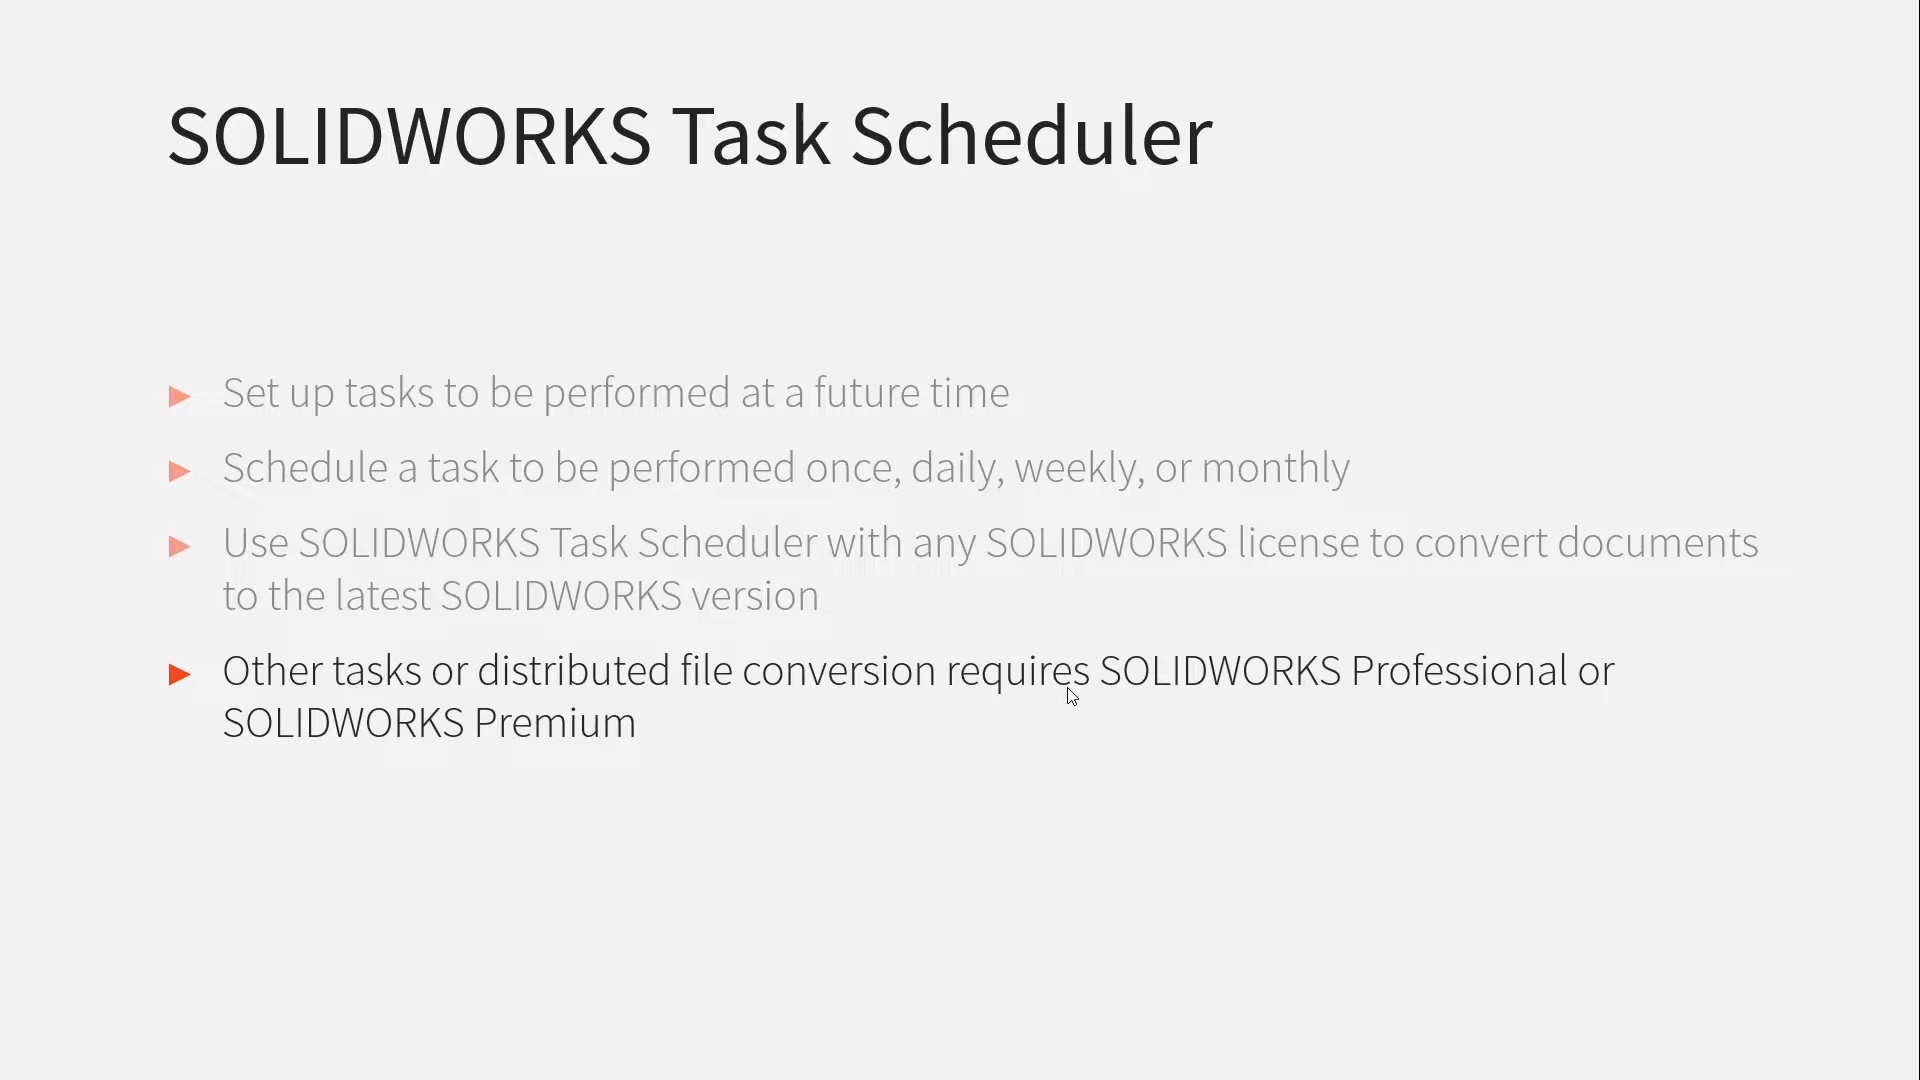 SOLIDWORKS Task Scheduler
Set up tasks to be performed at a future time
Schedule a task to be performed once, daily, weekly, or monthly
Use SOLIDWORKS Task Scheduler with any SOLIDWORKS license to convert documents
to the latest SOLIDWORKS version
Other tasks or distributed file conversion requires SOLIDWORKS Professional or
SOLIDWORKS Premium